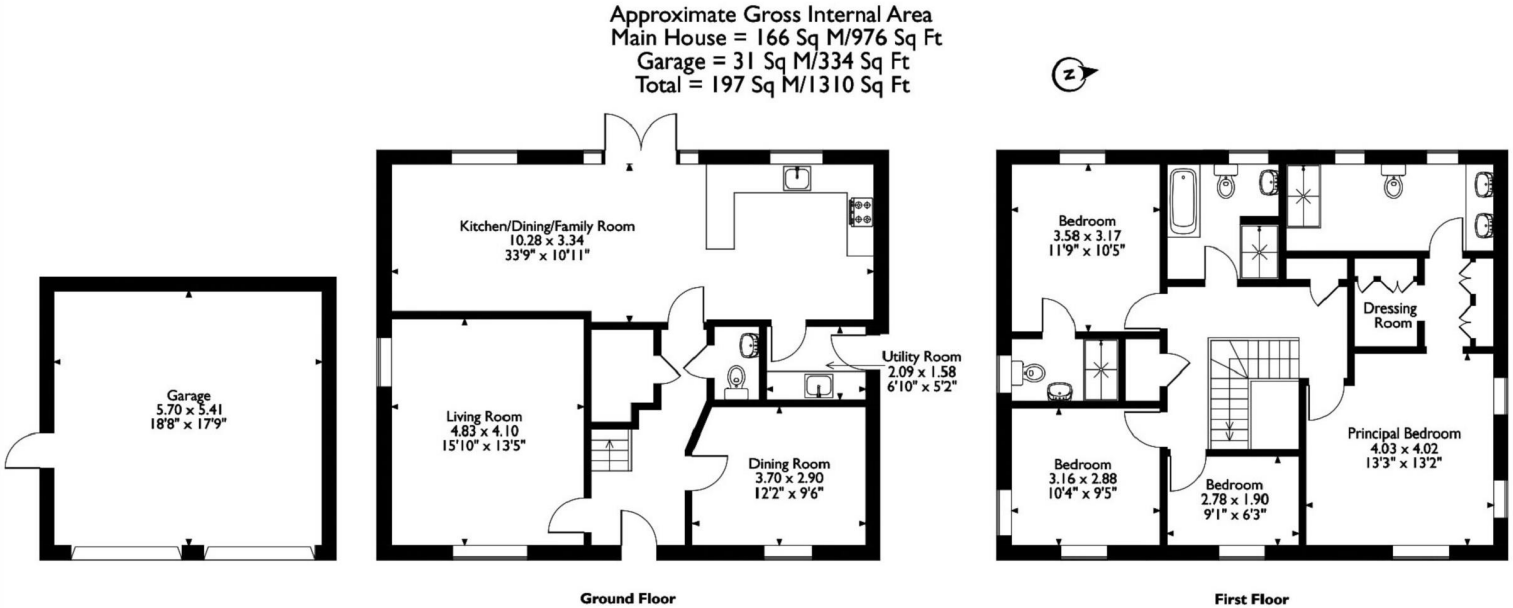 Approximate Gross Internal Area
Main House = 166 Sq M/976 Sq Ft
Garage = 31 Sq M/334 Sq Ft
Total = 197 Sq M/1310 Sq Ft
N
Garage
5.70 x 5.41
18'8" x 17'9"
Kitchen/Dining/Family Room
10.28 x 3.34
33'9" x 10'11"
Living Room
4.83 x 4.10
15'10" x 13'5"
Utility Room
2.09 x 1.58
6'10" x 5'2"
Dining Room
3.70 x 2.90
12'2" x 9'6"
Ground Floor
Bedroom
3.58 x 3.17
11'9" x 10'5"
Dressing
Room
Bedroom
3.16 x 2.88
10'4" x 9'5"
Bedroom
2.78 x 1.90
9'1" x 6'3"
Principal Bedroom
4.03 x 4.02
13'3" x 13'2"
First Floor